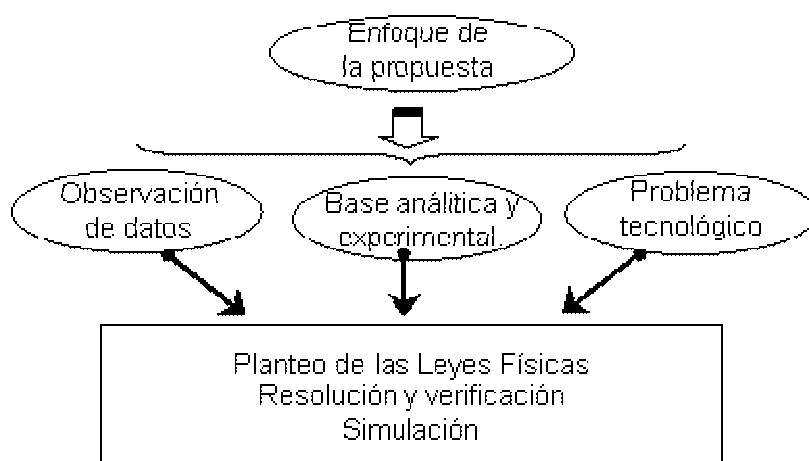 Enfoque de
la propuesta
Observación
de datos
Base análitica y
experimental.
Problema
tecnológico
Planteo de las Leyes Físicas
Resolución y verificación
Simulación